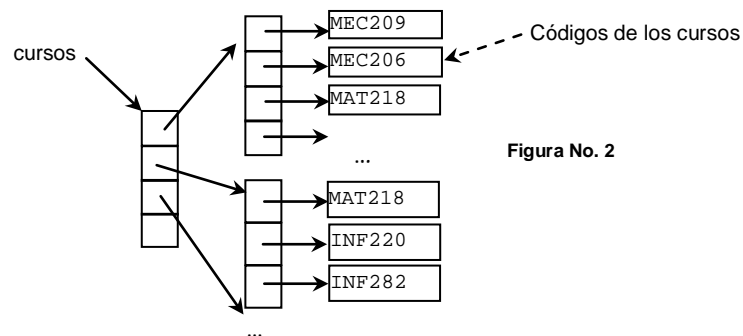 cursos
MEC209
MEC206
MAT218
...
Códigos de los cursos
Figura No. 2
MAT218
INF220
INF282
...